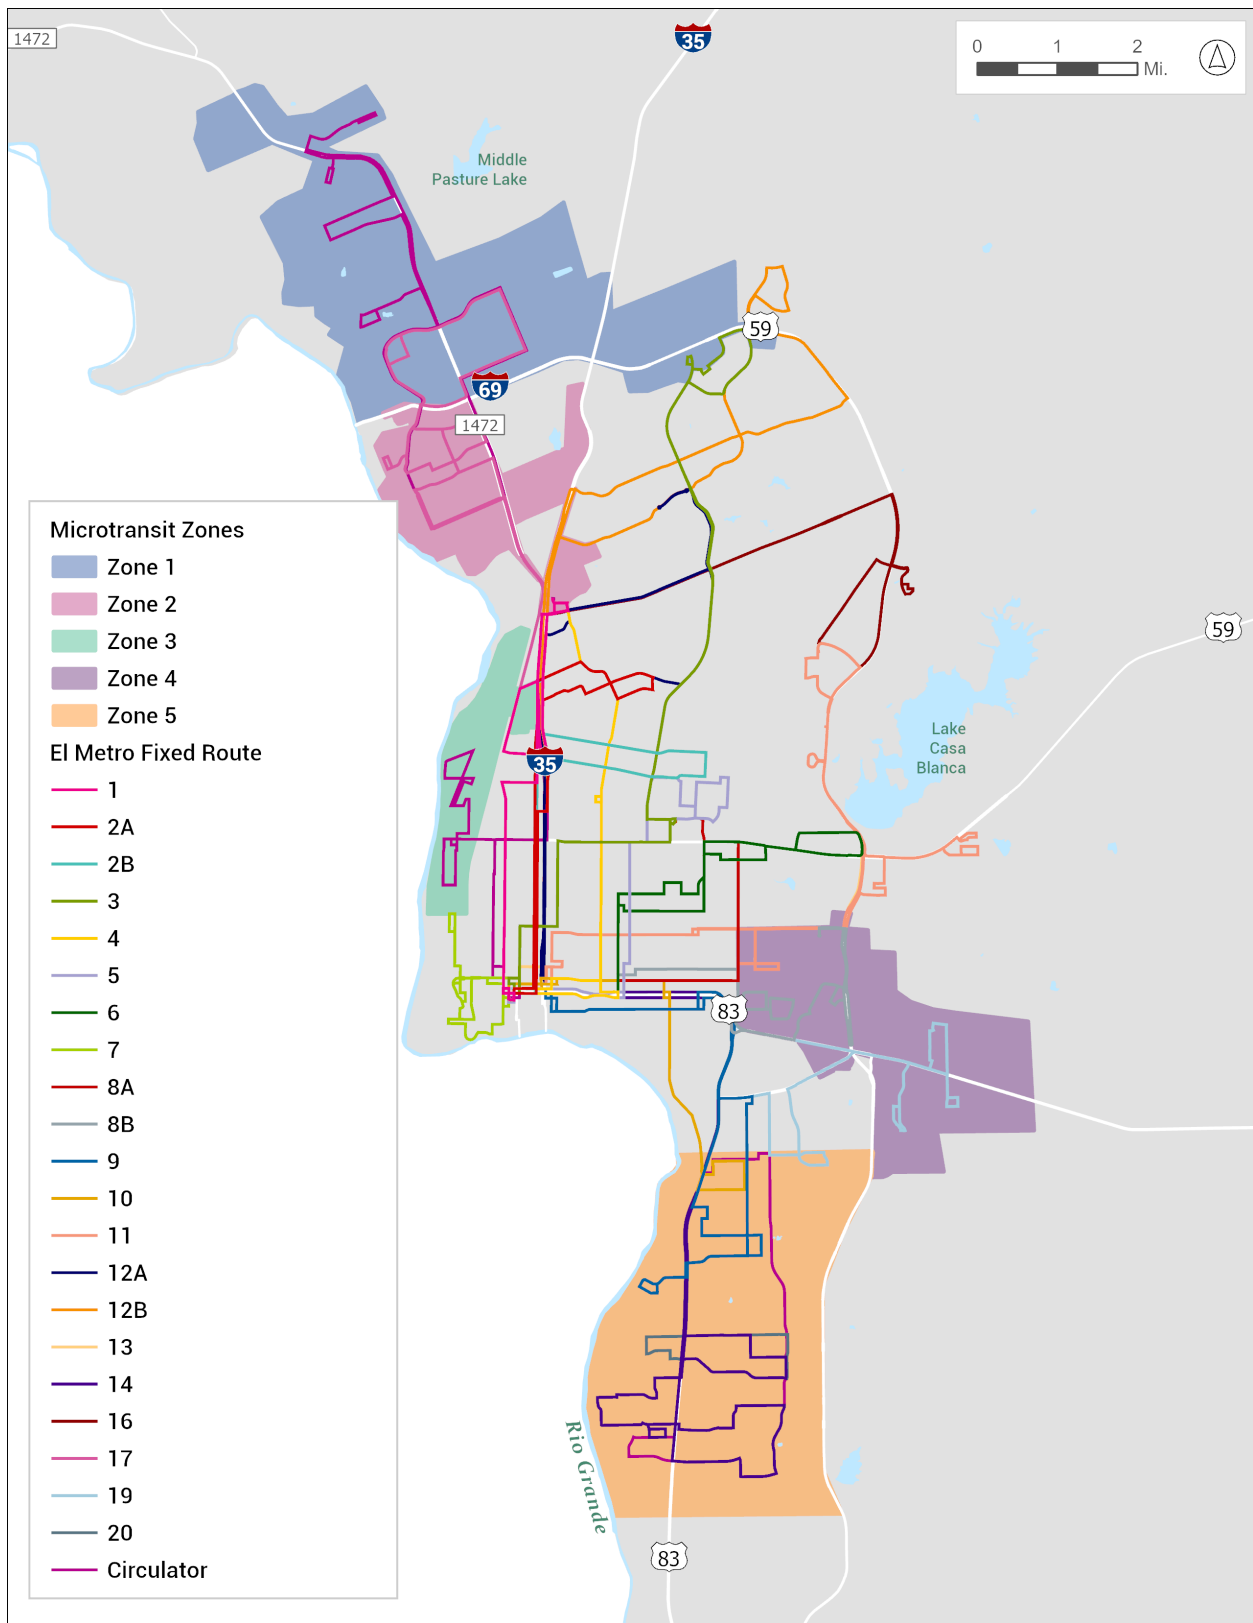 1472
35
0 1 2
Mi.
Middle
Pasture Lake
59
69
1472
Microtransit Zones
Zone 1
Zone 2
Zone 3
Zone 4
Zone 5
El Metro Fixed Route
1
2A
2B
3
4
5
6
7
8A
8B
9
10
11
12A
12B
13
14
16
17
19
20
Circulator
59
Lake
Casa
Blanca
35
83
Rio Grande
83